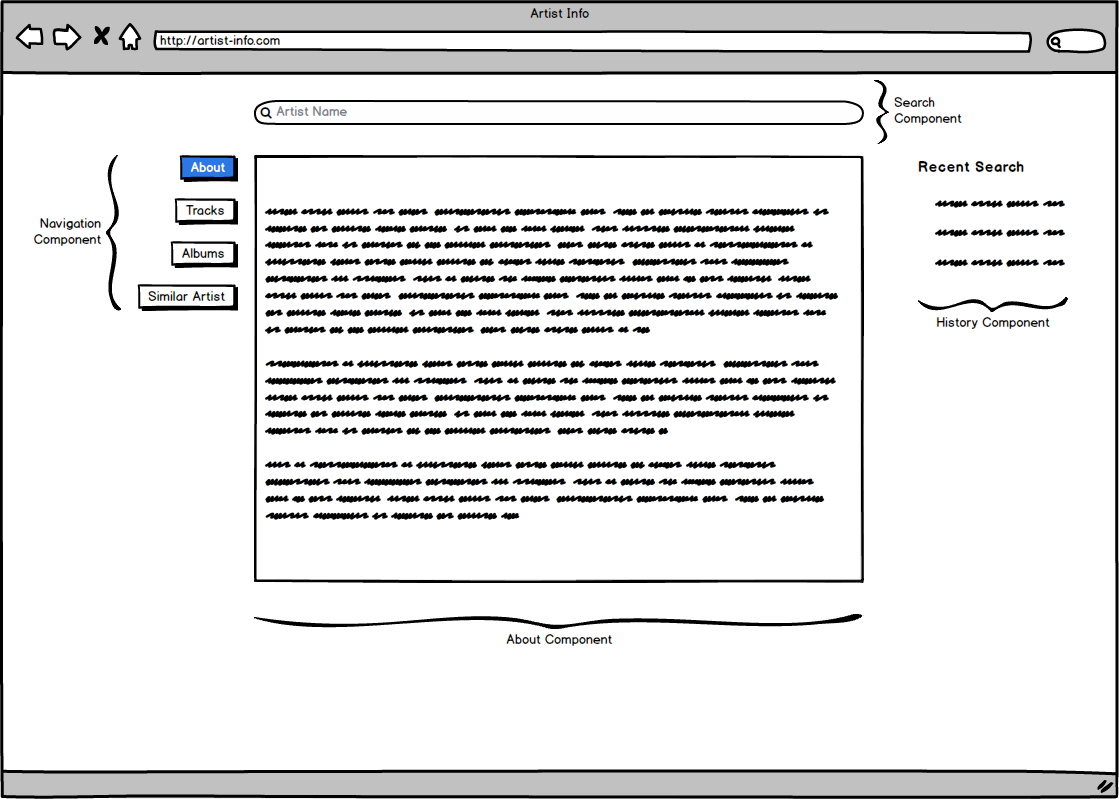 Artist Info
http://artist-info.com
Artist Name
Search
Component
About
Tracks
Albums
Similar Artist
Navigation
Component
Recent Search
History Component
About Component